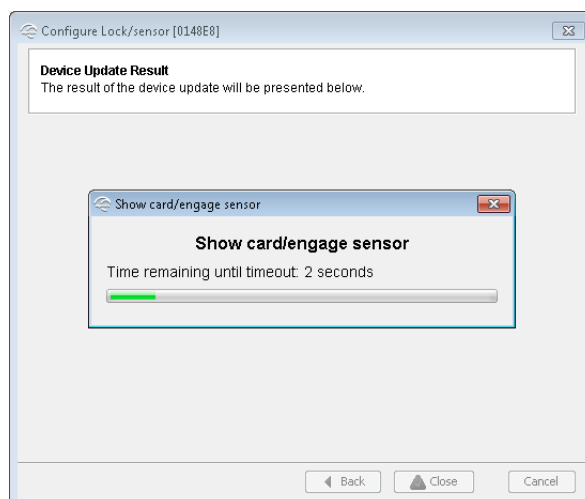 Configure Lock/sensor [0148E8]
Device Update Result
The result of the device update will be presented below.
Show card/engage sensor
Show card/engage sensor
Time remaining until timeout: 2 seconds
Back Close Cancel